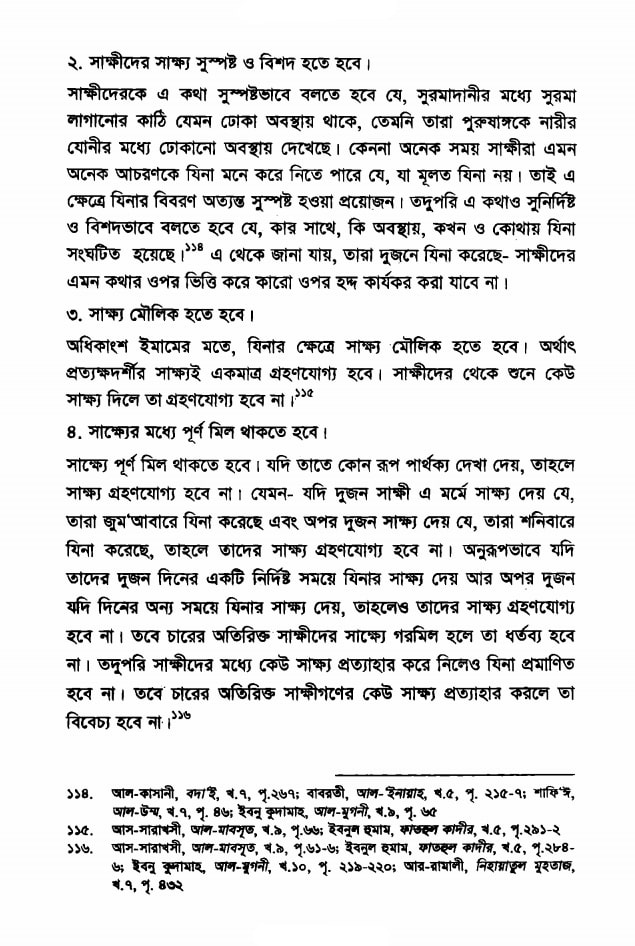 ২. সাক্ষীদের সাক্ষ্য সুস্পষ্ট ও বিশদ হতে হবে।
সাক্ষীদেরকে এ কথা সুস্পষ্টভাবে বলতে হবে যে, সুরমাদানীর মধ্যে সুরমা
লাগানোর কাঠি যেমন ঢোকা অবস্থায় থাকে, তেমনি তারা পুরুষাঙ্গকে নারীর
যোনীর মধ্যে ঢোকানো অবস্থায় দেখেছে। কেননা অনেক সময় সাক্ষীরা এমন
অনেক আচরণকে যিনা মনে করে নিতে পারে যে, যা মূলত যিনা নয়। তাই এ
ক্ষেত্রে যিনার বিবরণ অত্যন্ত সুস্পষ্ট হওয়া প্রয়োজন। তদুপরি এ কথাও সুনির্দিষ্ট
ও বিশদভাবে বলতে হবে যে, কার সাথে, কি অবস্থায়, কখন ও কোথায় যিনা
সংঘটিত হয়েছে।১১৪ এ থেকে জানা যায়, তারা দুজনে যিনা করেছে- সাক্ষীদের
এমন কথার ওপর ভিত্তি করে কারো ওপর হদ্দ কার্যকর করা যাবে না।
৩. সাক্ষ্য মৌলিক হতে হবে।
অধিকাংশ ইমামের মতে, যিনার ক্ষেত্রে সাক্ষ্য মৌলিক হতে হবে। অর্থাৎ
প্রত্যক্ষদর্শীর সাক্ষ্যই একমাত্র গ্রহণযোগ্য হবে। সাক্ষীদের থেকে শুনে কেউ
সাক্ষ্য দিলে তা গ্রহণযোগ্য হবে না।১১৫
৪. সাক্ষ্যের মধ্যে পূর্ণ মিল থাকতে হবে।
সাক্ষ্যে পূর্ণ মিল থাকতে হবে। যদি তাতে কোন রূপ পার্থক্য দেখা দেয়, তাহলে
সাক্ষ্য গ্রহণযোগ্য হবে না। যেমন- যদি দুজন সাক্ষী এ মর্মে সাক্ষ্য দেয় যে,
তারা জুম'আবারে যিনা করেছে এবং অপর দুজন সাক্ষ্য দেয় যে, তারা শনিবারে
যিনা করেছে, তাহলে তাদের সাক্ষ্য গ্রহণযোগ্য হবে না। অনুরূপভাবে যদি
তাদের দুজন দিনের একটি নির্দিষ্ট সময়ে যিনার সাক্ষ্য দেয় আর অপর দুজন
যদি দিনের অন্য সময়ে যিনার সাক্ষ্য দেয়, তাহলেও তাদের সাক্ষ্য গ্রহণযোগ্য
হবে না। তবে চারের অতিরিক্ত সাক্ষীদের সাক্ষ্যে গরমিল হলে তা ধর্তব্য হবে
না। তদুপরি সাক্ষীদের মধ্যে কেউ সাক্ষ্য প্রত্যাহার করে নিলেও যিনা প্রমাণিত
হবে না। তবে চারের অতিরিক্ত সাক্ষীগণের কেউ সাক্ষ্য প্রত্যাহার করলে তা
বিবেচ্য হবে না।১১৬
১১৪. আল-কাসানী, বদা'ই, খ.৭, পৃ.২৬৭; বাবরতী, আল-'ইনায়াহ, খ.৫, পৃ. ২১৫-৭; শাফি'ঈ,
আল-উম্ম, খ.৭, পৃ. ৪৬; ইবনু কুদামাহ, আল-মুগনী, খ.৯, পৃ. ৬৫
১১৫. আস-সারাখসী, আল-মাবসূত, খ.৯, পৃ.৬৬; ইবনুল হুমাম, ফাতহুল কাদীর, খ.৫, পৃ.২৯১-২
১১৬. আস-সারাখসী, আল-মাবসূত, খ.৯, পৃ.৬১-৬; ইবনুল হুমাম, ফাতহুল কাদীর, খ.৫, পৃ.২৮৪-
৬; ইবনু কুদামাহ, আল-মুগনী, খ.১০, পৃ. ২১৯-২২০; আর-রামালী, নিহায়াতুল মুহতাজ,
খ.৭, পৃ. ৪৩২